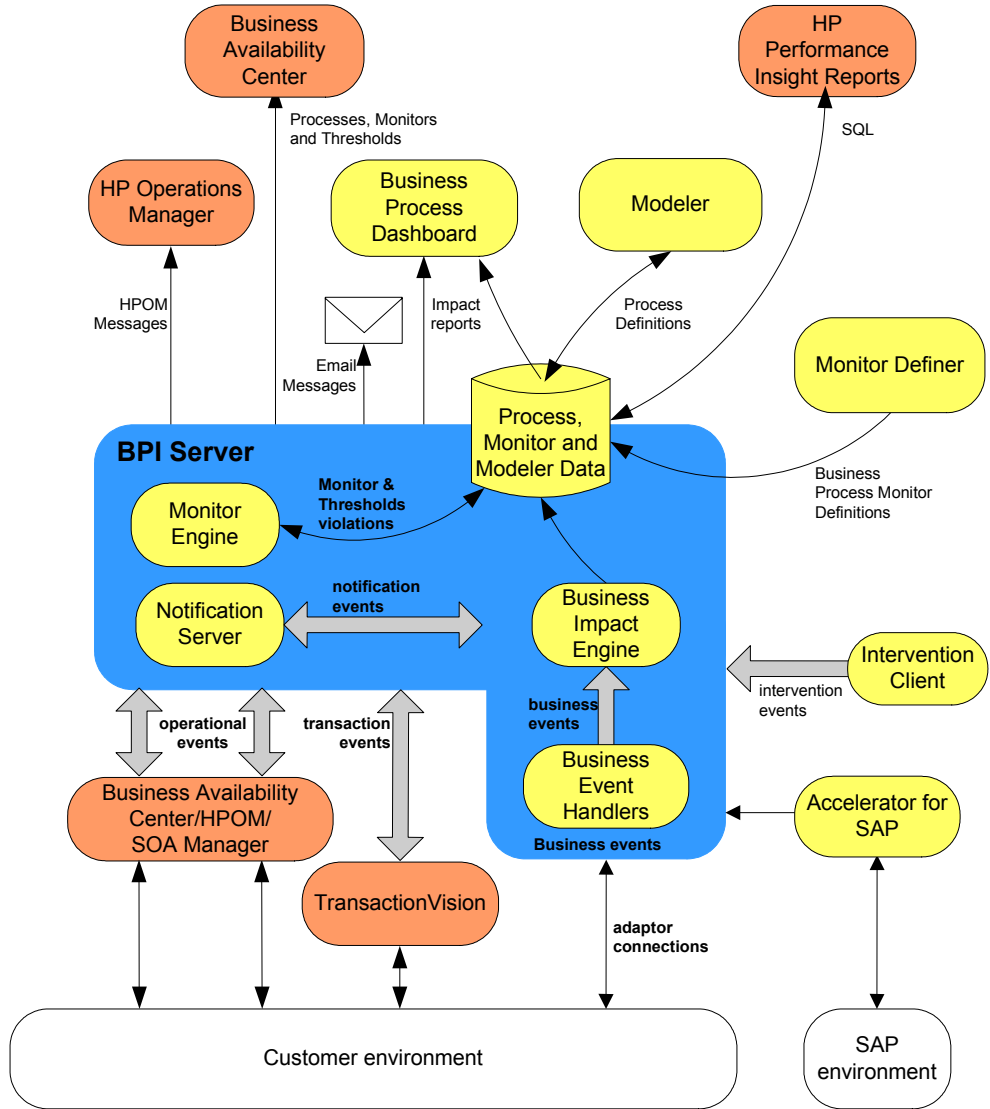 Business
Availability
Center
HP
Performance
Insight Reports
Processes, Monitors
and Thresholds
SQL
HP Operations
Manager
Business
Process
Dashboard
Modeler
HPOM
Messages
Email
Messages
Impact
reports
Process
Definitions
Monitor Definer
BPI Server
Process,
Monitor and
Modeler Data
Business
Process Monitor
Definitions
Monitor
Engine
Monitor &
Thresholds
violations
Notification
Server
notification
events
Business
Impact
Engine
Intervention
Client
intervention
events
operational
events
transaction
events
business
events
Business
Event
Handlers
Business events
Business Availability
Center/HPOM/
SOA Manager
Accelerator for
SAP
TransactionVision
adaptor
connections
Customer environment
SAP
environment